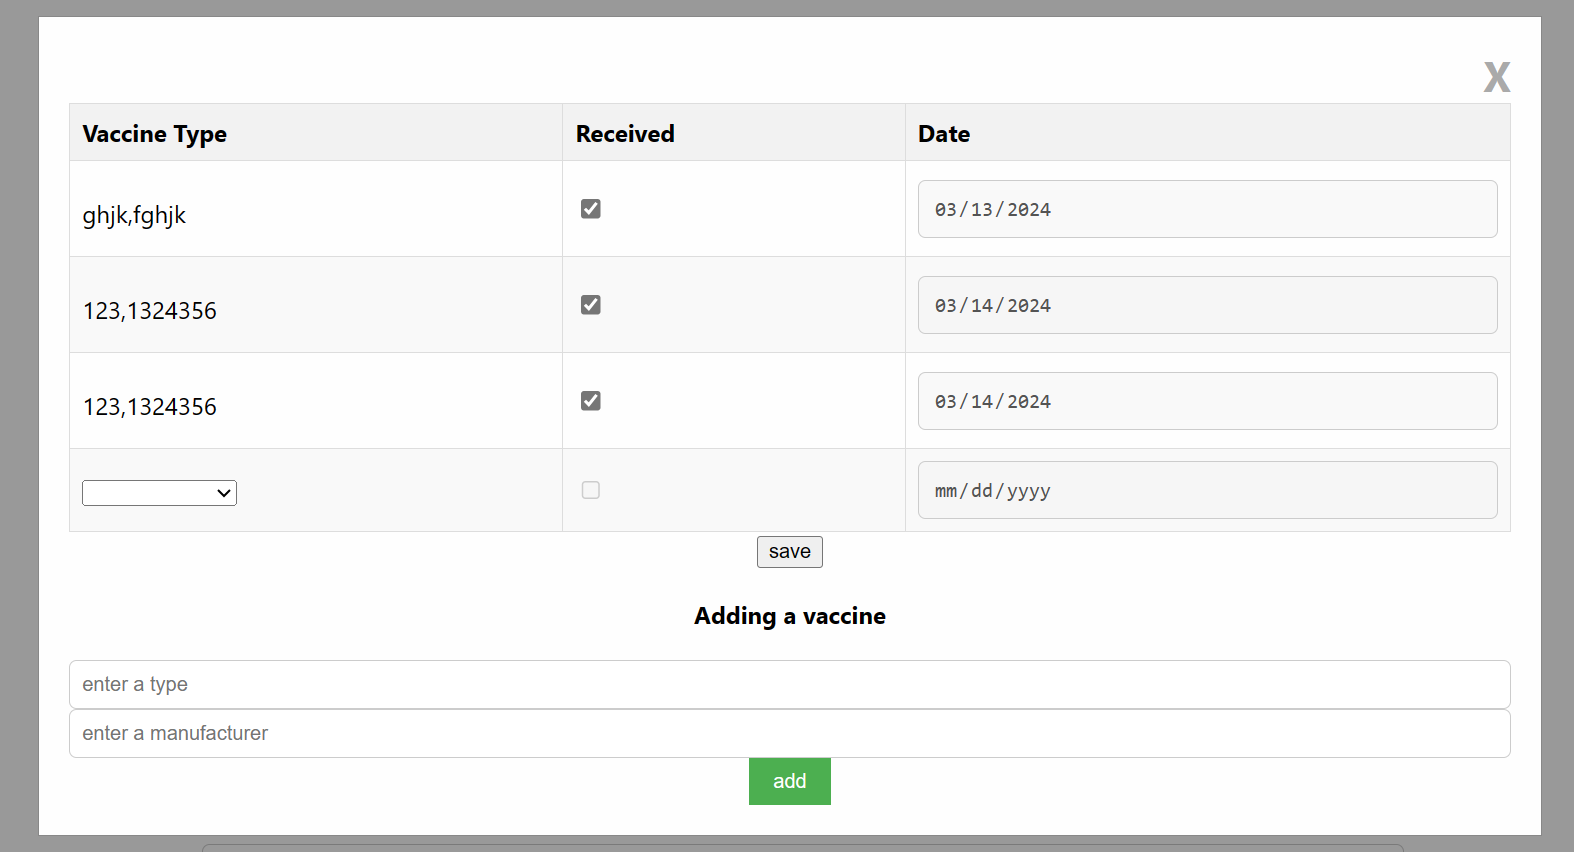 X
Vaccine Type Received Date
ghjk,fghjk 03/13/2024
123,1324356 03/14/2024
123,1324356 03/14/2024
mm/dd/yyyy
save
Adding a vaccine
enter a type
enter a manufacturer
add